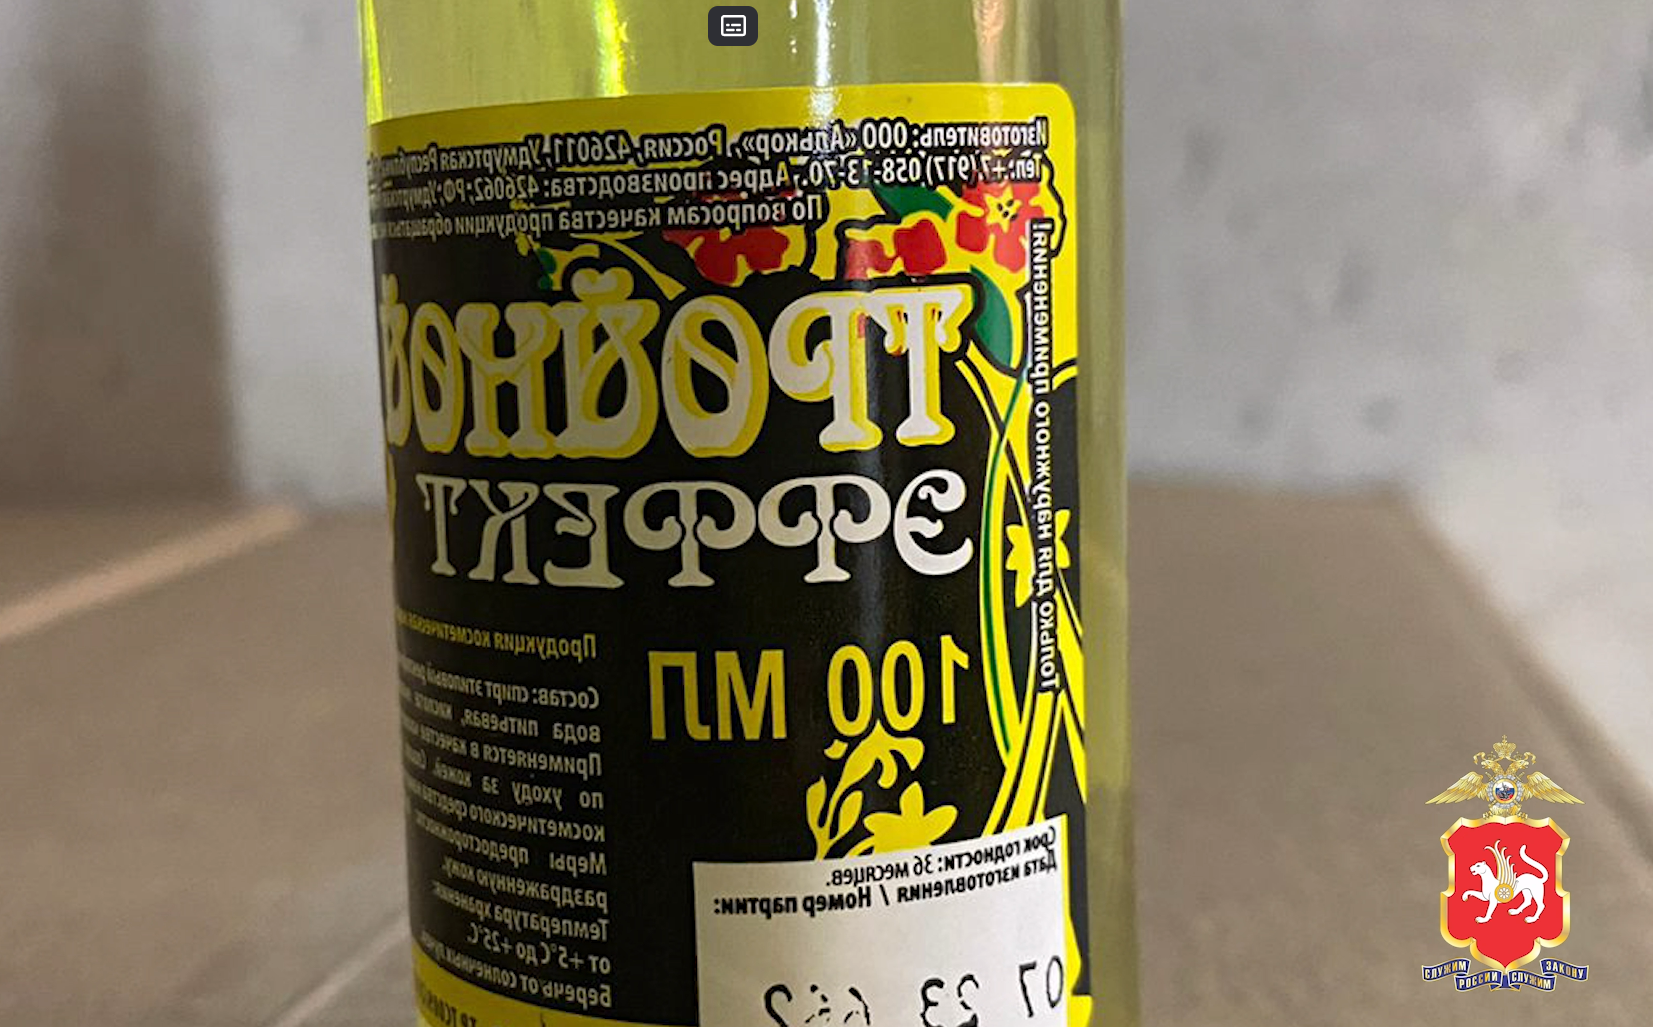 Изготовитель: ООО «Алькор», Россия, 426011, Удмуртская
Тел.: +7 (917) 058-13-70. Адрес производства: 426062, РФ,
По вопросам качества продукции обращаться
ТРОЙНОЙ
ЭФФЕКТ
100 МЛ
Только для наружного применения!
Продукция косметическая
Состав: спирт этиловый
вода питьевая, кислота
Применяется в качестве
по уходу за кожей.
косметического средства
Меры предосторожности:
раздраженную кожу.
Температура хранения:
от +5°С до +25°С.
Беречь от солнечных лучей.
Срок годности: 36 месяцев.
Дата изготовления / Номер партии:
07 23
СЛУЖИМ РОССИИ СЛУЖИМ ЗАКОНУ